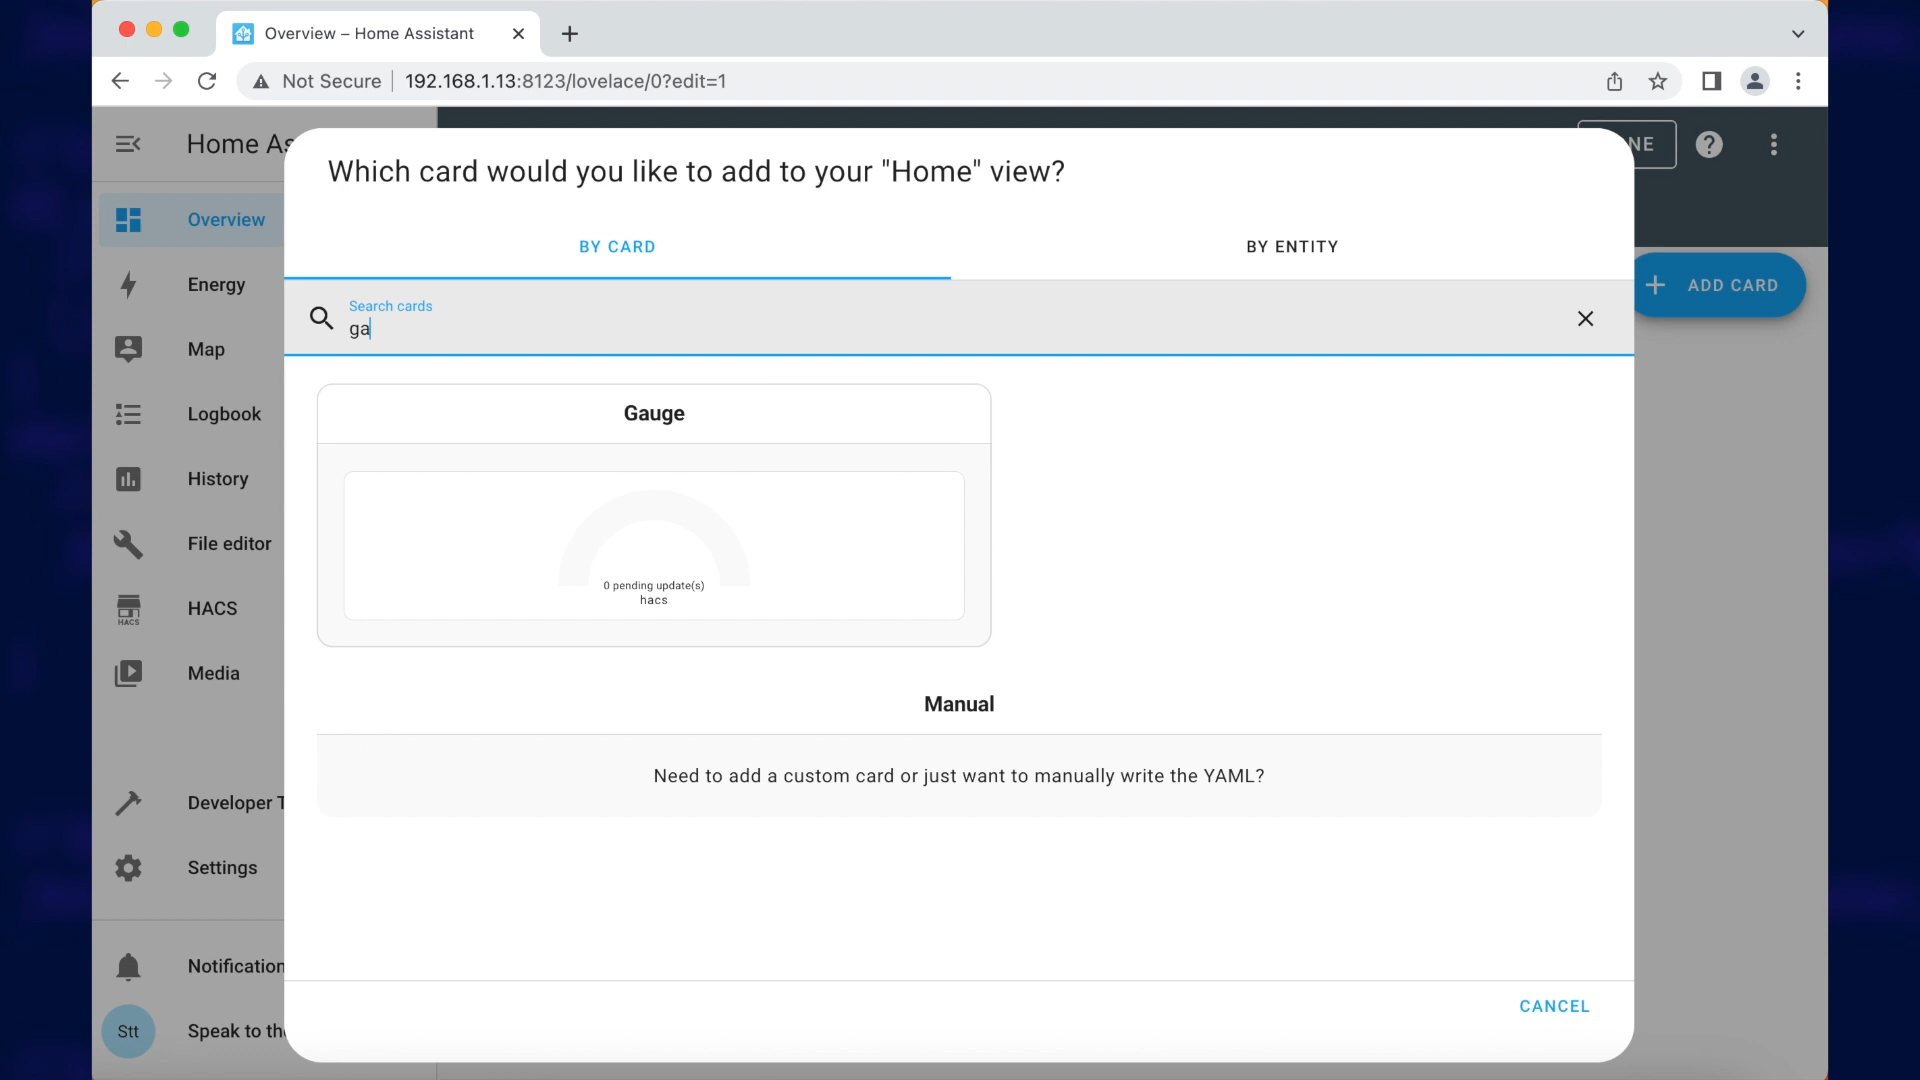 Overview – Home Assistant
Not Secure
192.168.1.13:8123/lovelace/0?edit=1
Home As
NE
Which card would you like to add to your "Home" view?
BY CARD
BY ENTITY
Search cards
ga
ADD CARD
Overview
Energy
Map
Logbook
History
File editor
HACS
HACS
Media
Developer T
Settings
Notification
Stt
Speak to the
Gauge
0 pending update(s)
hacs
Manual
Need to add a custom card or just want to manually write the YAML?
CANCEL